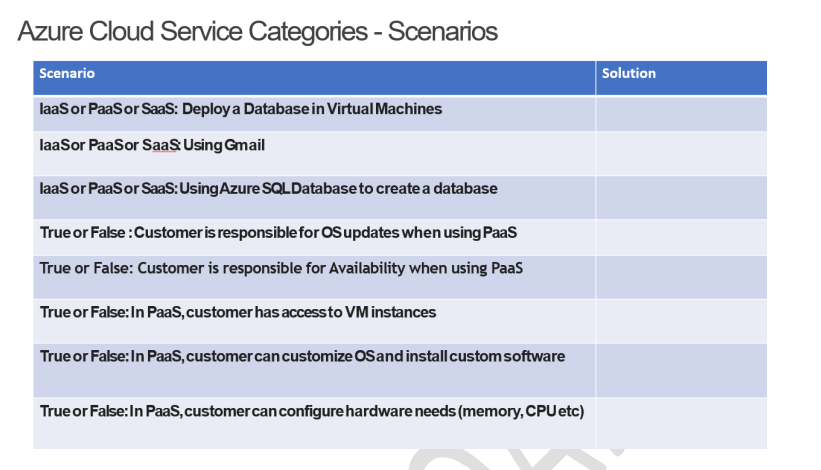 Azure Cloud Service Categories - Scenarios
Scenario
Solution
IaaS or PaaS or SaaS: Deploy a Database in Virtual Machines
IaaS or PaaS or SaaS: Using Gmail
IaaS or PaaS or SaaS: Using Azure SQL Database to create a database
True or False : Customer is responsible for OS updates when using PaaS
True or False: Customer is responsible for Availability when using PaaS
True or False: In PaaS, customer has access to VM instances
True or False: In PaaS, customer can customize OS and install custom software
True or False: In PaaS, customer can configure hardware needs (memory, CPU etc)